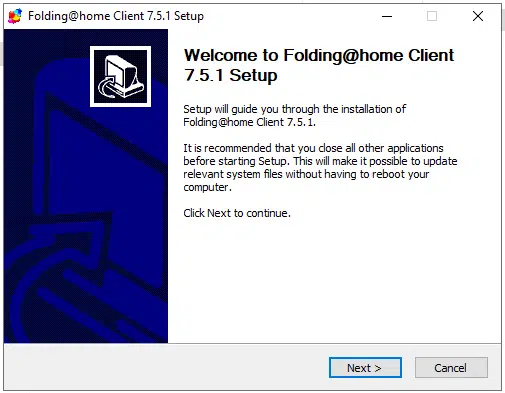 Folding@home Client 7.5.1 Setup
Welcome to Folding@home Client
7.5.1 Setup
Setup will guide you through the installation of
Folding@home Client 7.5.1.
It is recommended that you close all other applications
before starting Setup. This will make it possible to update
relevant system files without having to reboot your
computer.
Click Next to continue.
Next >
Cancel